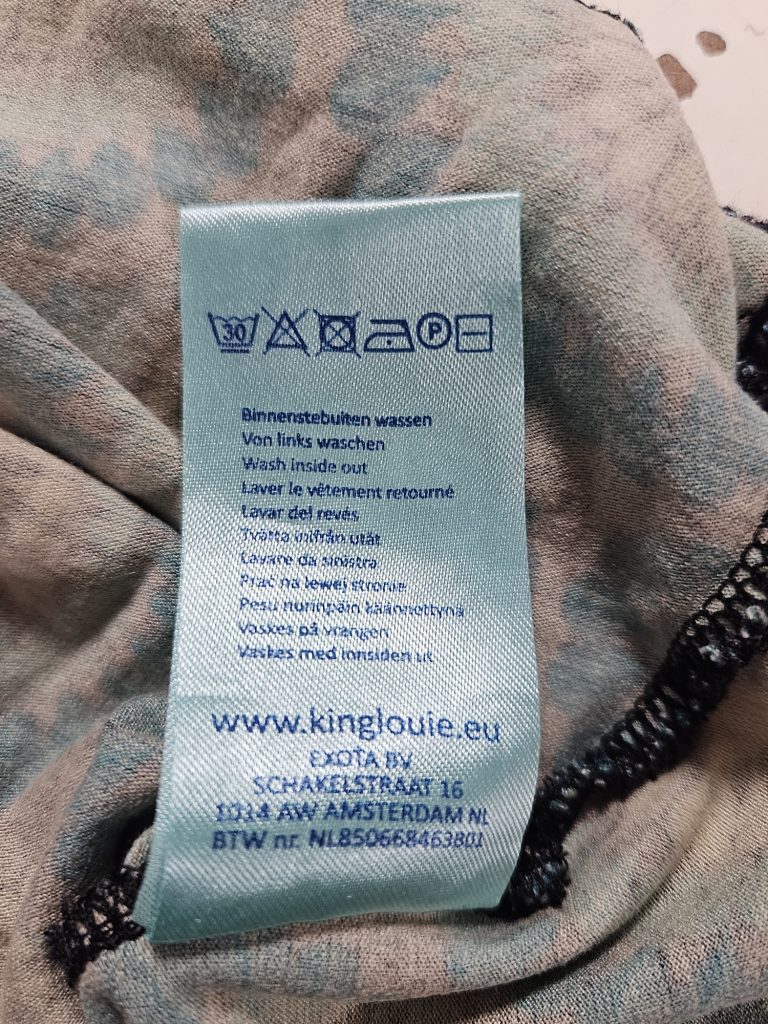 30 P
Binnenstebuiten wassen
Von links waschen
Wash inside out
Laver le vêtement retourné
Lavar del revés
Tvätta inifrån utåt
Lavare da sinistra
Prać na lewej stronie
Pesu nurinpäin käännettynä
Vaskes på vrangen
Vaskes med innsiden ut
www.kinglouie.eu
EXOTA BV
SCHAKELSTRAAT 16
1014 AW AMSTERDAM NL
BTW nr. NL850668463B01